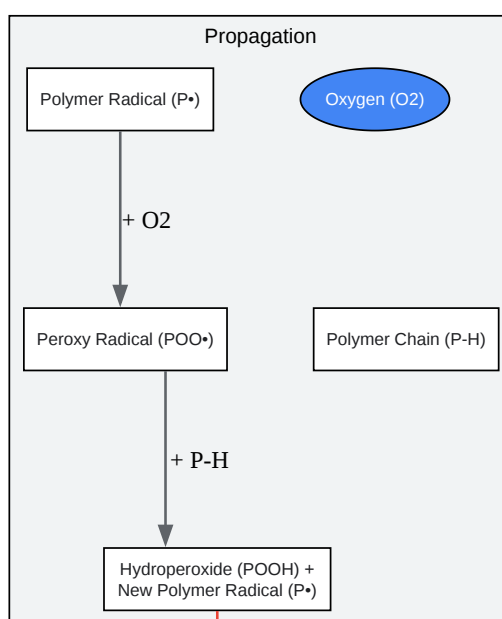 Propagation
Polymer Radical (P•)
Oxygen (O2)
+ O2
Peroxy Radical (POO•)
Polymer Chain (P-H)
+ P-H
Hydroperoxide (POOH) +
New Polymer Radical (P•)